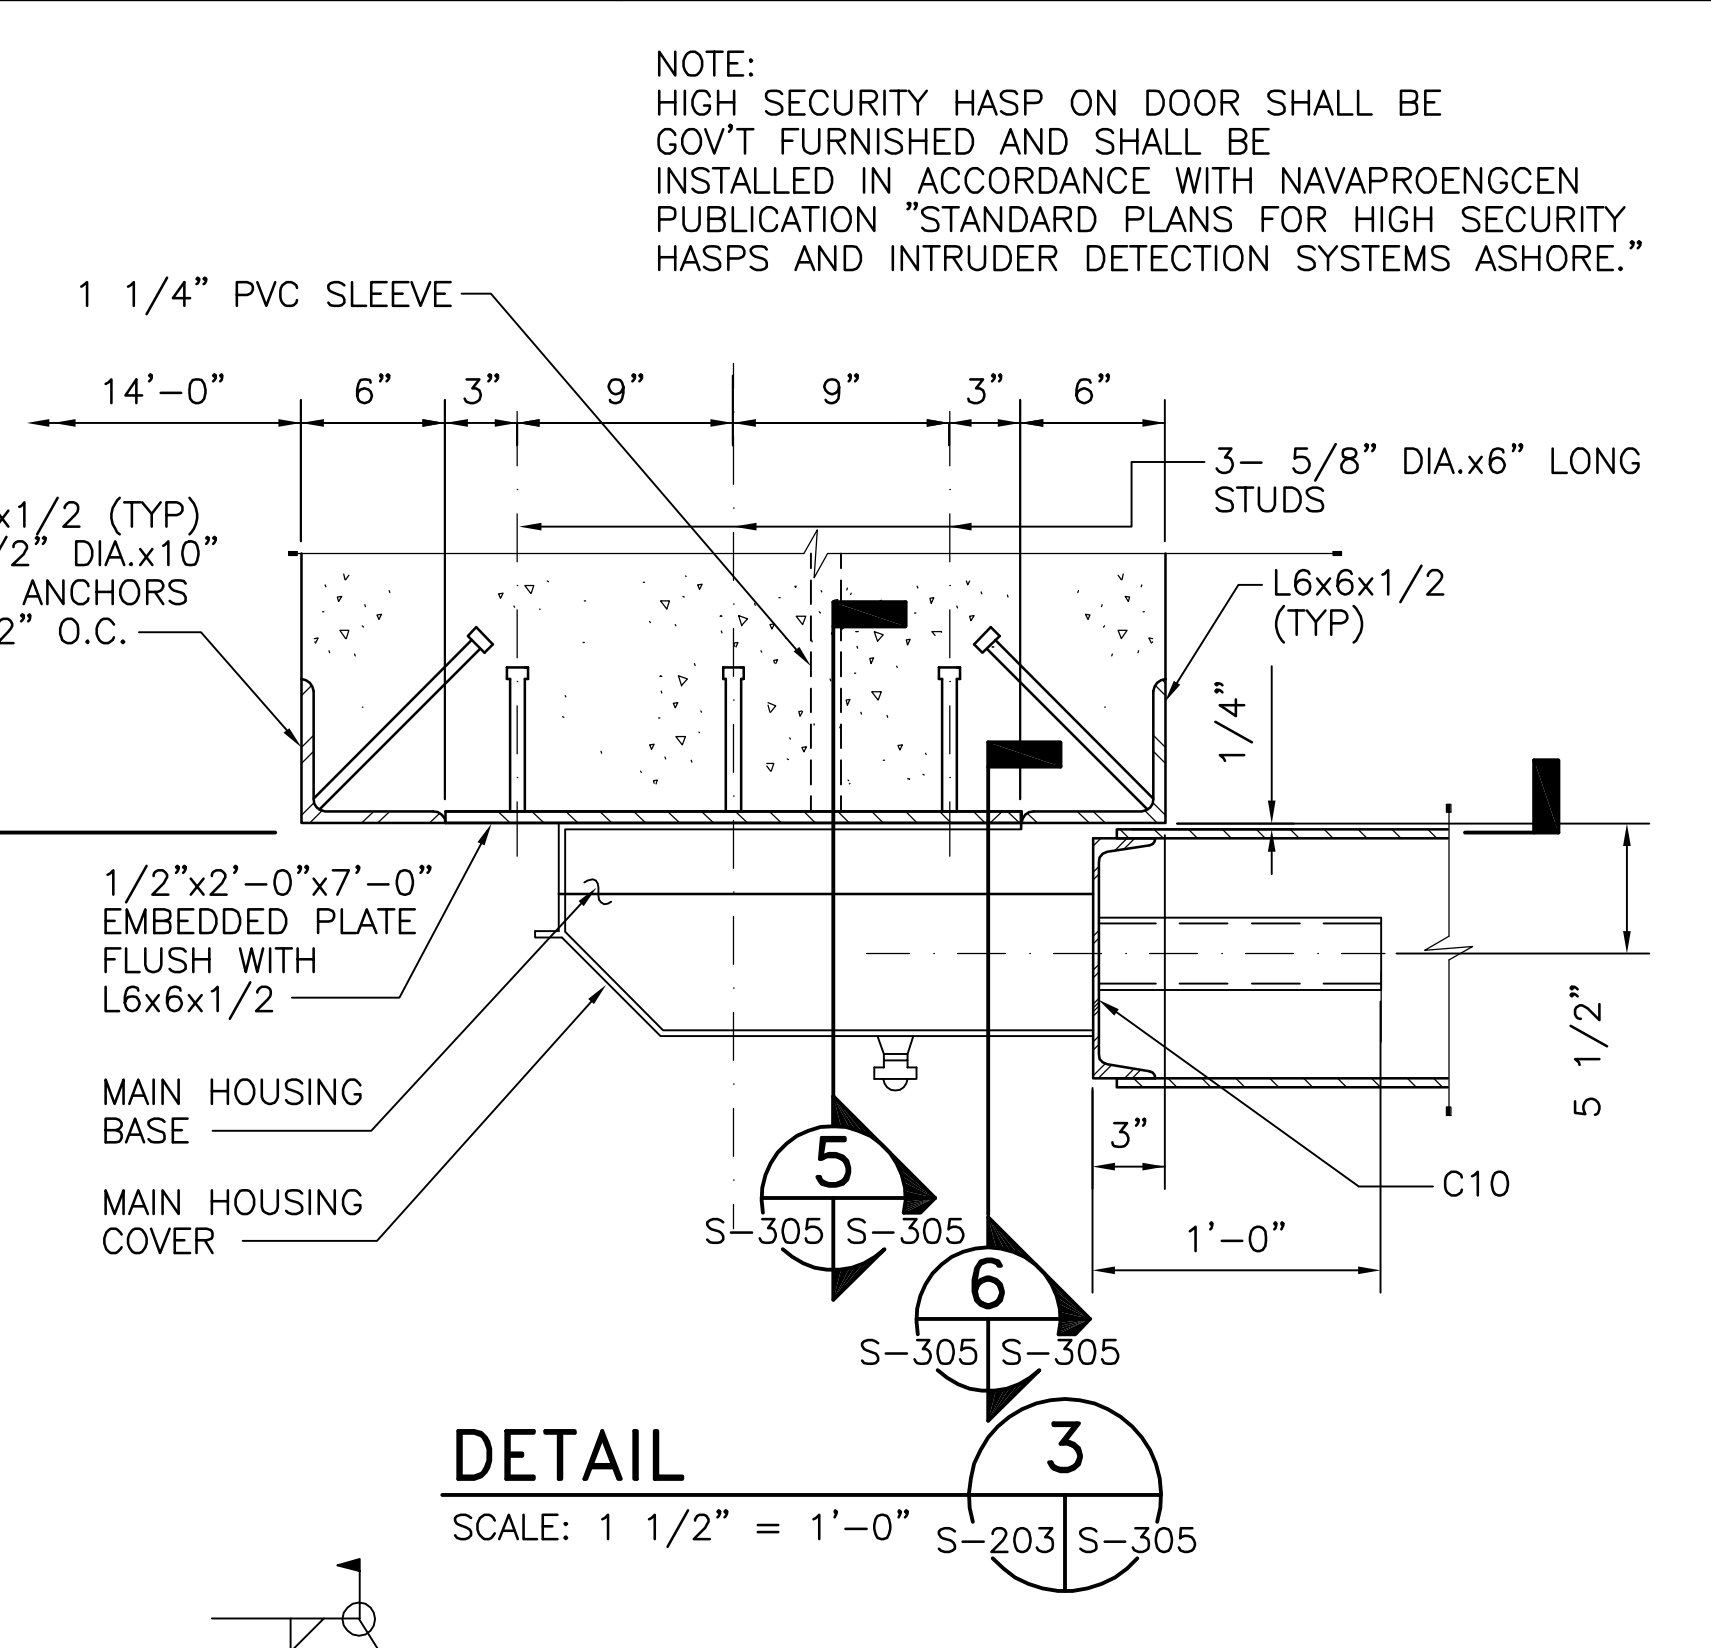 NOTE:
HIGH SECURITY HASP ON DOOR SHALL BE
GOV'T FURNISHED AND SHALL BE
INSTALLED IN ACCORDANCE WITH NAVAPROENGCEN
PUBLICATION "STANDARD PLANS FOR HIGH SECURITY
HASPS AND INTRUDER DETECTION SYSTEMS ASHORE."
1 1/4" PVC SLEEVE
14'-0" 6" 3" 9" 9" 3" 6"
3- 5/8" DIA.x6" LONG
STUDS
x1/2 (TYP)
/2" DIA.x10"
ANCHORS
2" O.C.
L6x6x1/2
(TYP)
1/4"
1/2"x2'-0"x7'-0"
EMBEDDED PLATE
FLUSH WITH
L6x6x1/2
5 1/2"
MAIN HOUSING
BASE
3"
C10
MAIN HOUSING
COVER
1'-0"
5
S-305 S-305
6
S-305 S-305
DETAIL
3
SCALE: 1 1/2" = 1'-0"
S-203 S-305